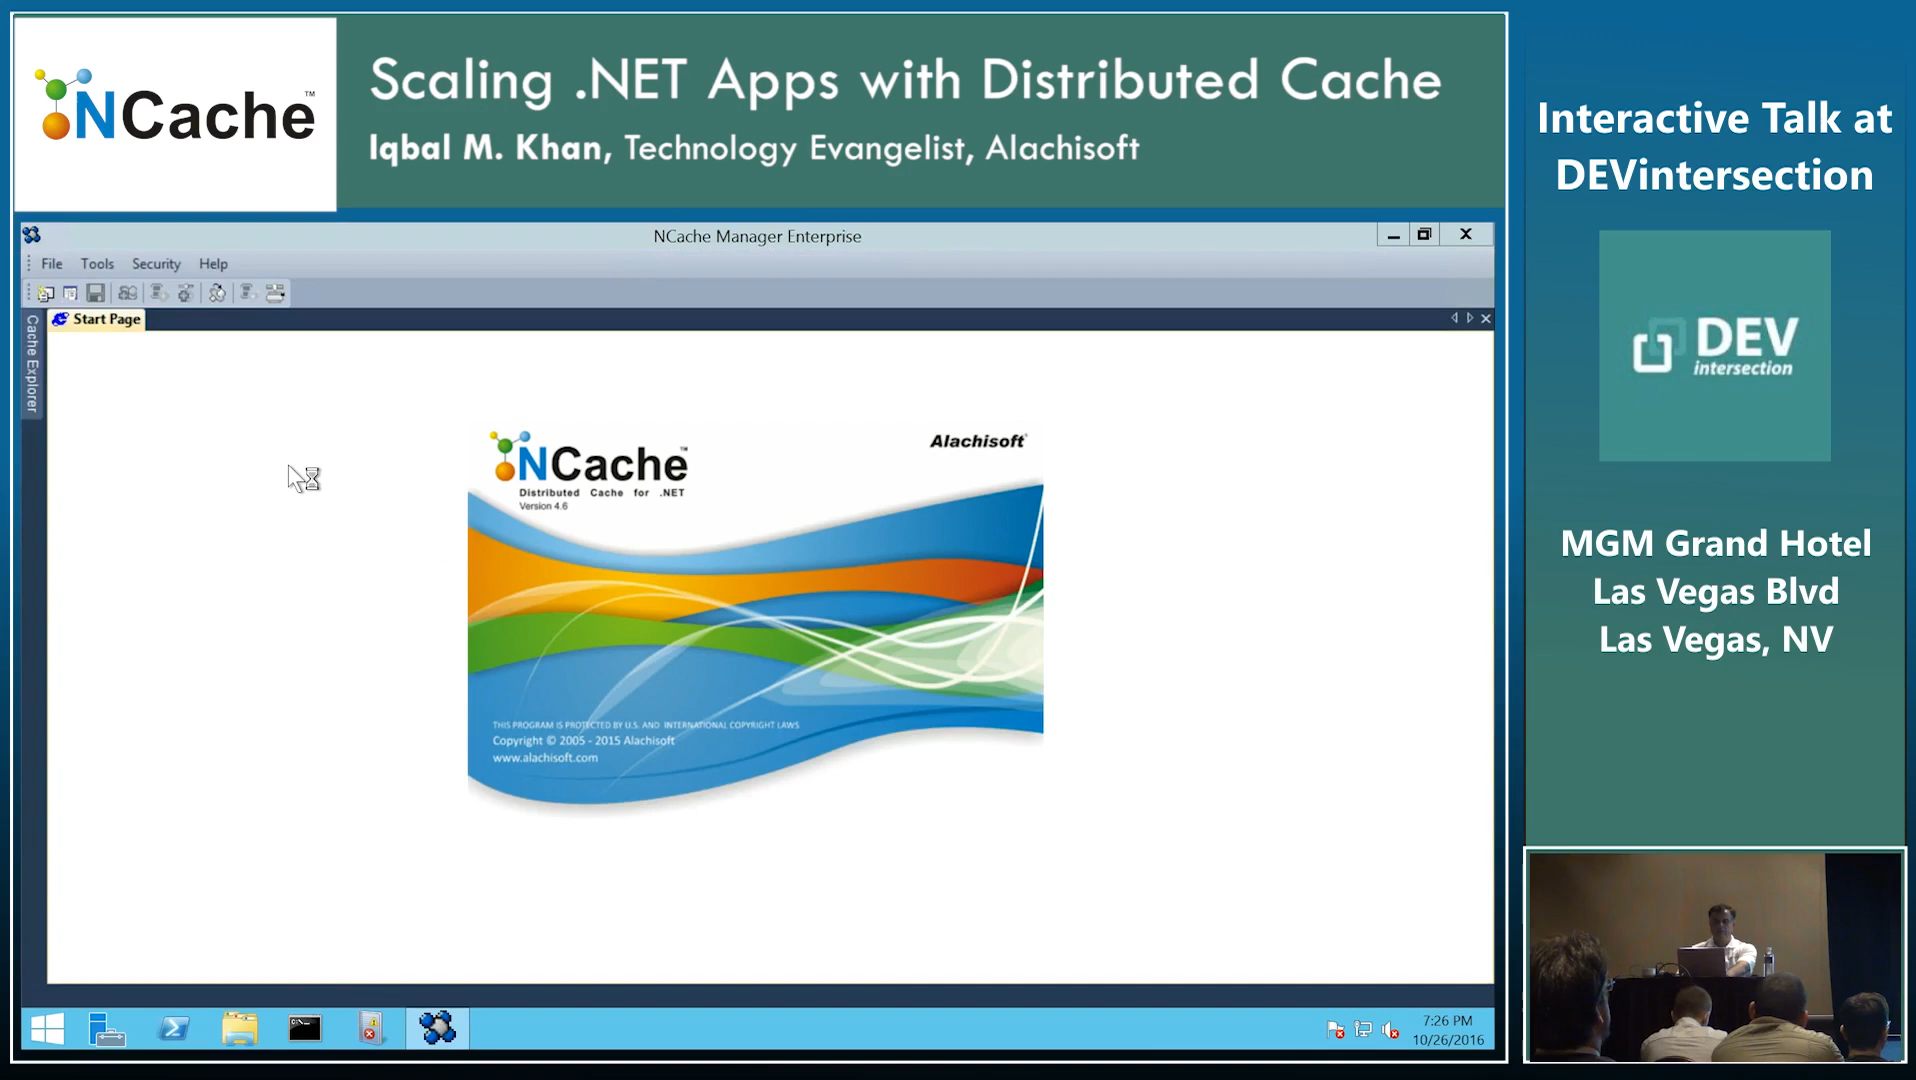 NCache™
Scaling .NET Apps with Distributed Cache
Iqbal M. Khan, Technology Evangelist, Alachisoft
NCache Manager Enterprise
File Tools Security Help
Cache Explorer
Start Page
NCache™
Distributed Cache for .NET
Version 4.6
Alachisoft
THIS PROGRAM IS PROTECTED BY U.S. AND INTERNATIONAL COPYRIGHT LAWS
Copyright © 2005 - 2015 Alachisoft
www.alachisoft.com
7:26 PM
10/26/2016
Interactive Talk at
DEVintersection
DEV
intersection
MGM Grand Hotel
Las Vegas Blvd
Las Vegas, NV